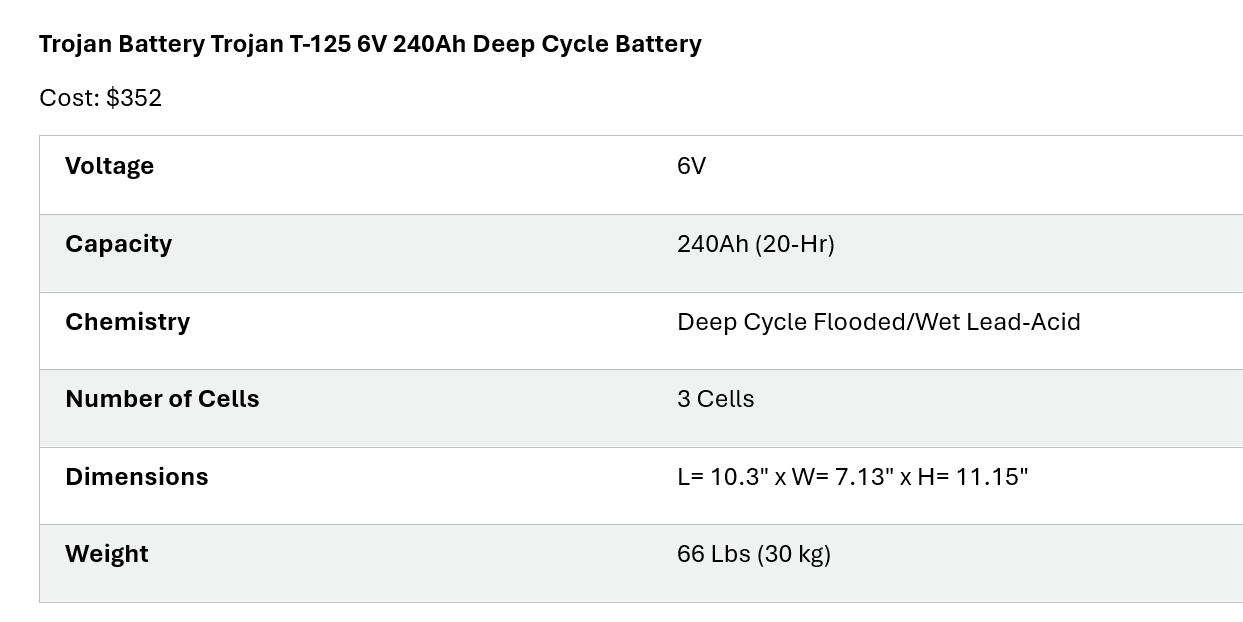 Trojan Battery Trojan T-125 6V 240Ah Deep Cycle Battery
Cost: $352
Voltage 6V
Capacity 240Ah (20-Hr)
Chemistry Deep Cycle Flooded/Wet Lead-Acid
Number of Cells 3 Cells
Dimensions L= 10.3" x W= 7.13" x H= 11.15"
Weight 66 Lbs (30 kg)